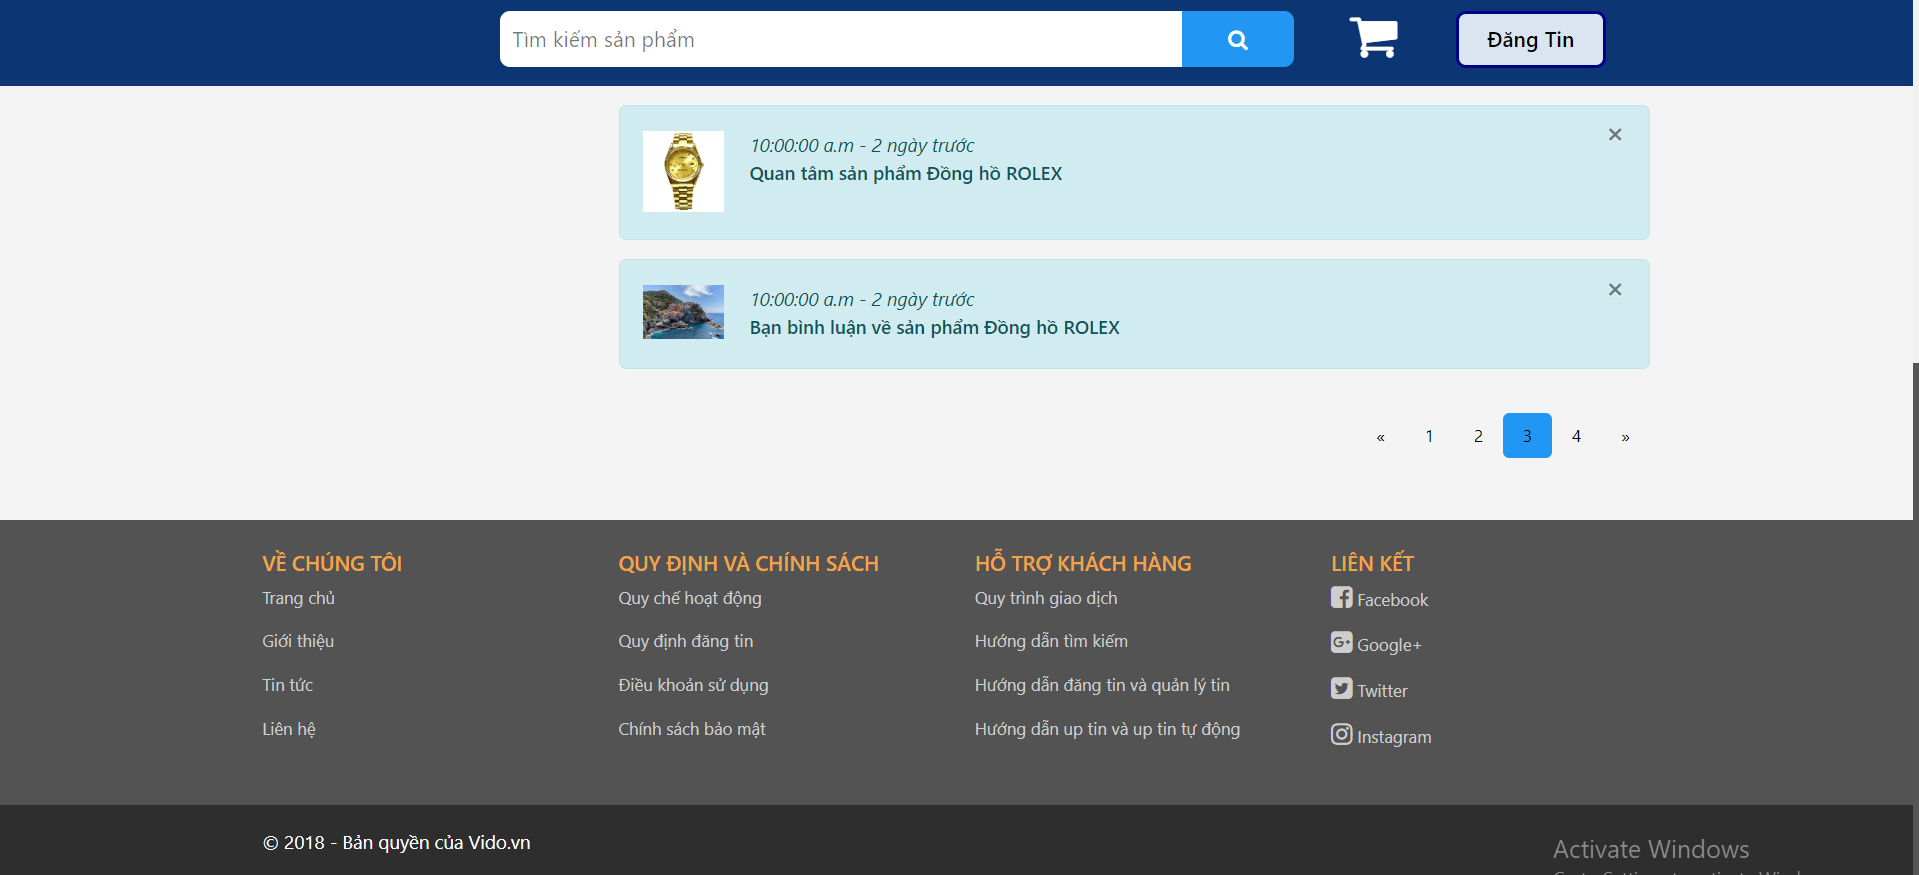 Tìm kiếm sản phẩm
Đăng Tin
10:00:00 a.m - 2 ngày trước
Quan tâm sản phẩm Đồng hồ ROLEX
×
10:00:00 a.m - 2 ngày trước
Bạn bình luận về sản phẩm Đồng hồ ROLEX
×
« 1 2 3 4 »
VỀ CHÚNG TÔI
Trang chủ
Giới thiệu
Tin tức
Liên hệ
QUY ĐỊNH VÀ CHÍNH SÁCH
Quy chế hoạt động
Quy định đăng tin
Điều khoản sử dụng
Chính sách bảo mật
HỖ TRỢ KHÁCH HÀNG
Quy trình giao dịch
Hướng dẫn tìm kiếm
Hướng dẫn đăng tin và quản lý tin
Hướng dẫn up tin và up tin tự động
LIÊN KẾT
Facebook
Google+
Twitter
Instagram
© 2018 - Bản quyền của Vido.vn
Activate Windows